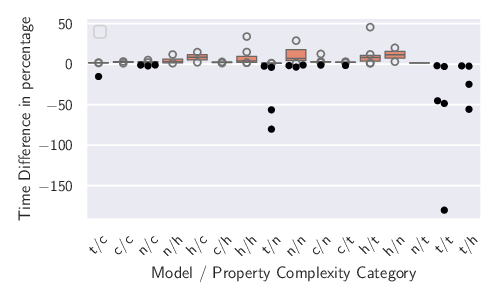 Time Difference in percentage
50
0
−50
−100
−150
t/c
c/c
n/c
n/h
h/c
c/h
h/h
t/n
n/n
c/n
c/t
h/t
h/n
n/t
t/t
t/h
Model / Property Complexity Category